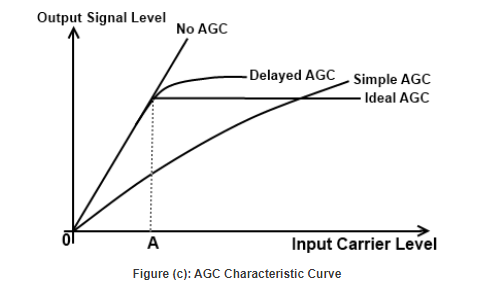 Output Signal Level
No AGC
Delayed AGC
Simple AGC
Ideal AGC
0
A
Input Carrier Level
Figure (c): AGC Characteristic Curve